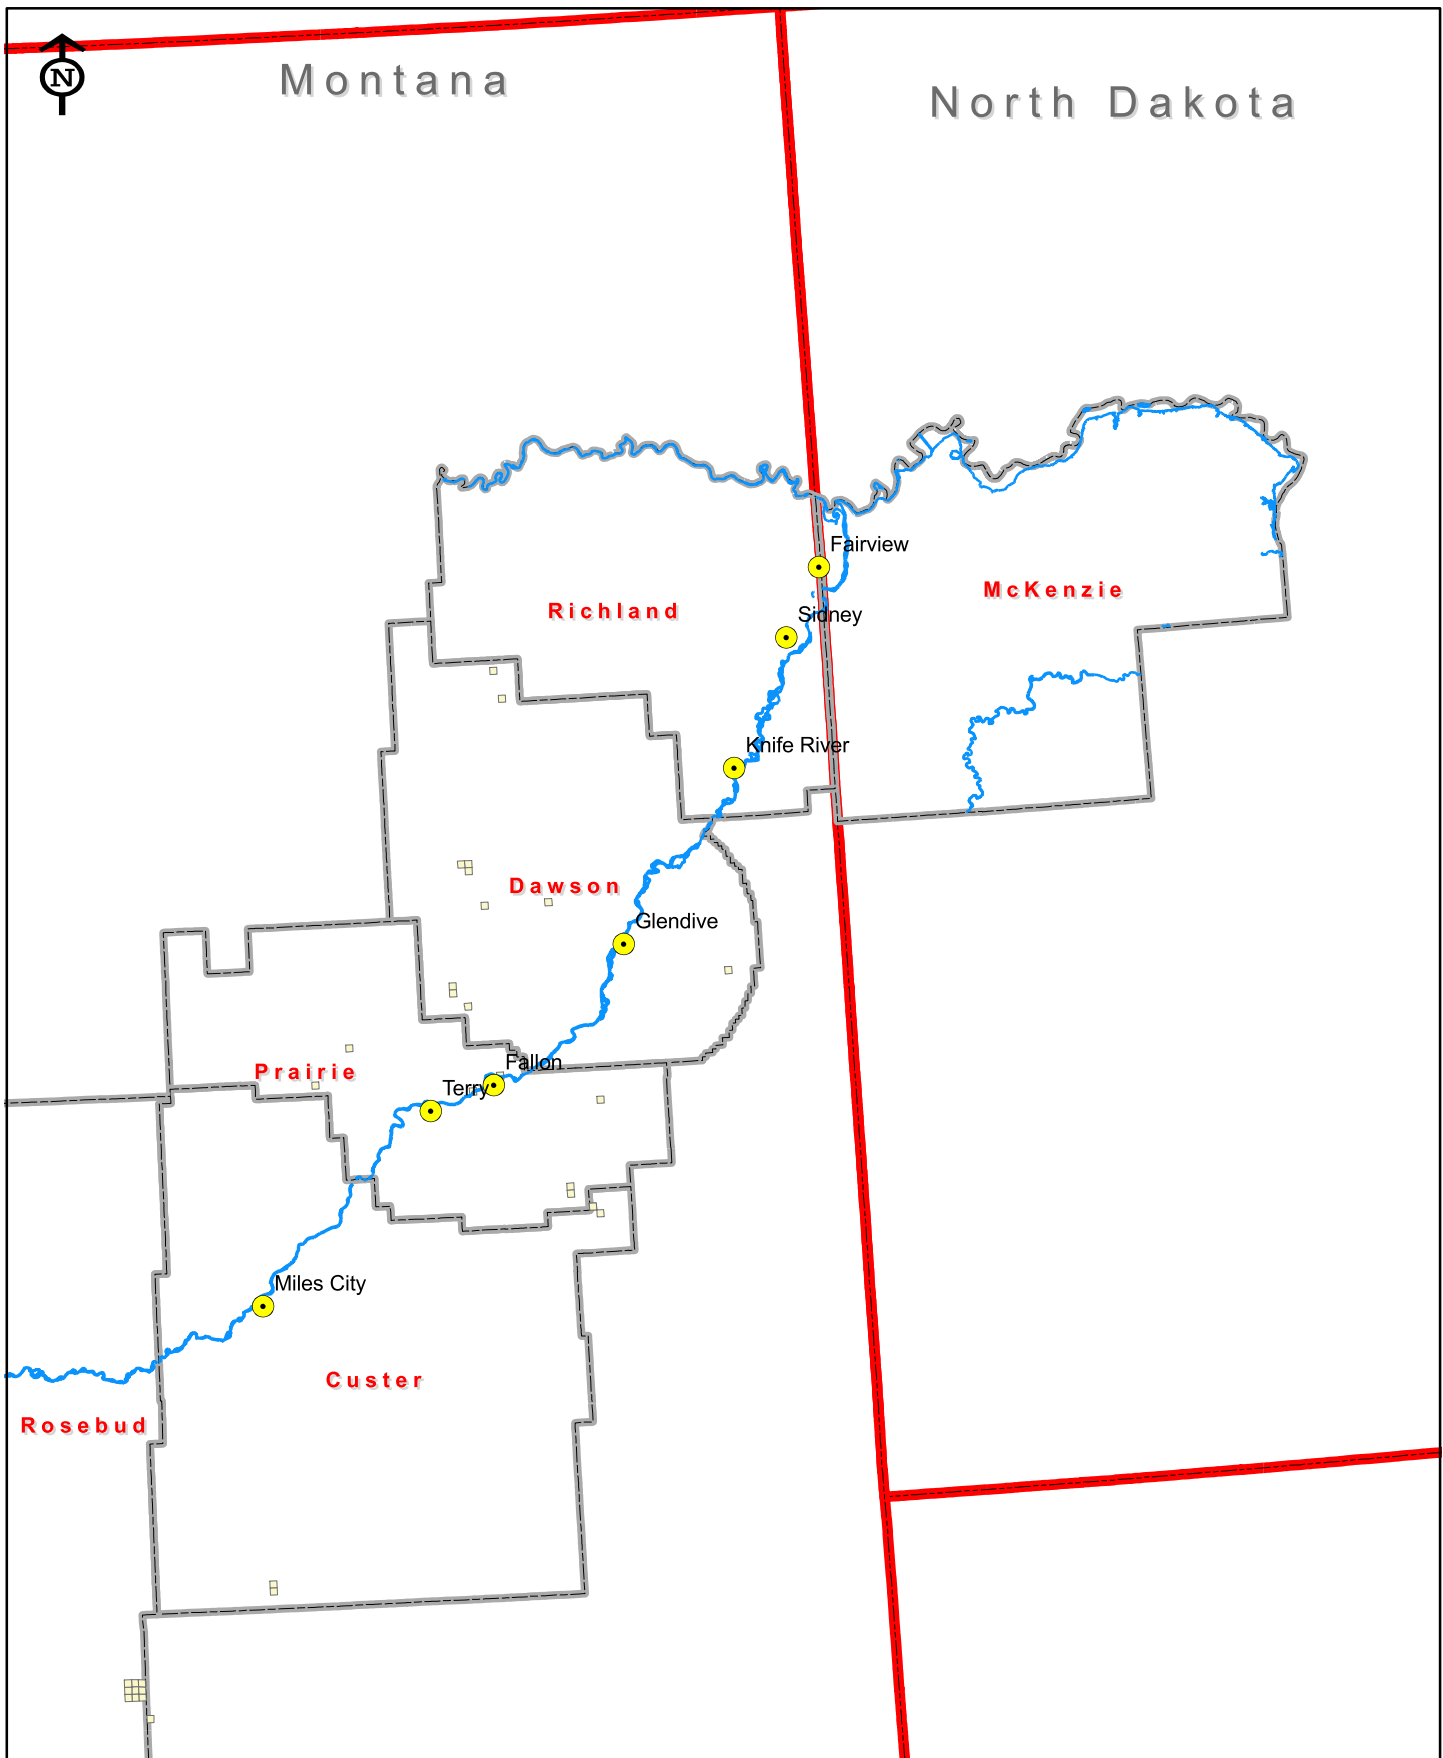 Montana
North Dakota
N
Fairview
McKenzie
Richland
Sidney
Knife River
Dawson
Glendive
Fallon
Prairie
Terry
Miles City
Custer
Rosebud